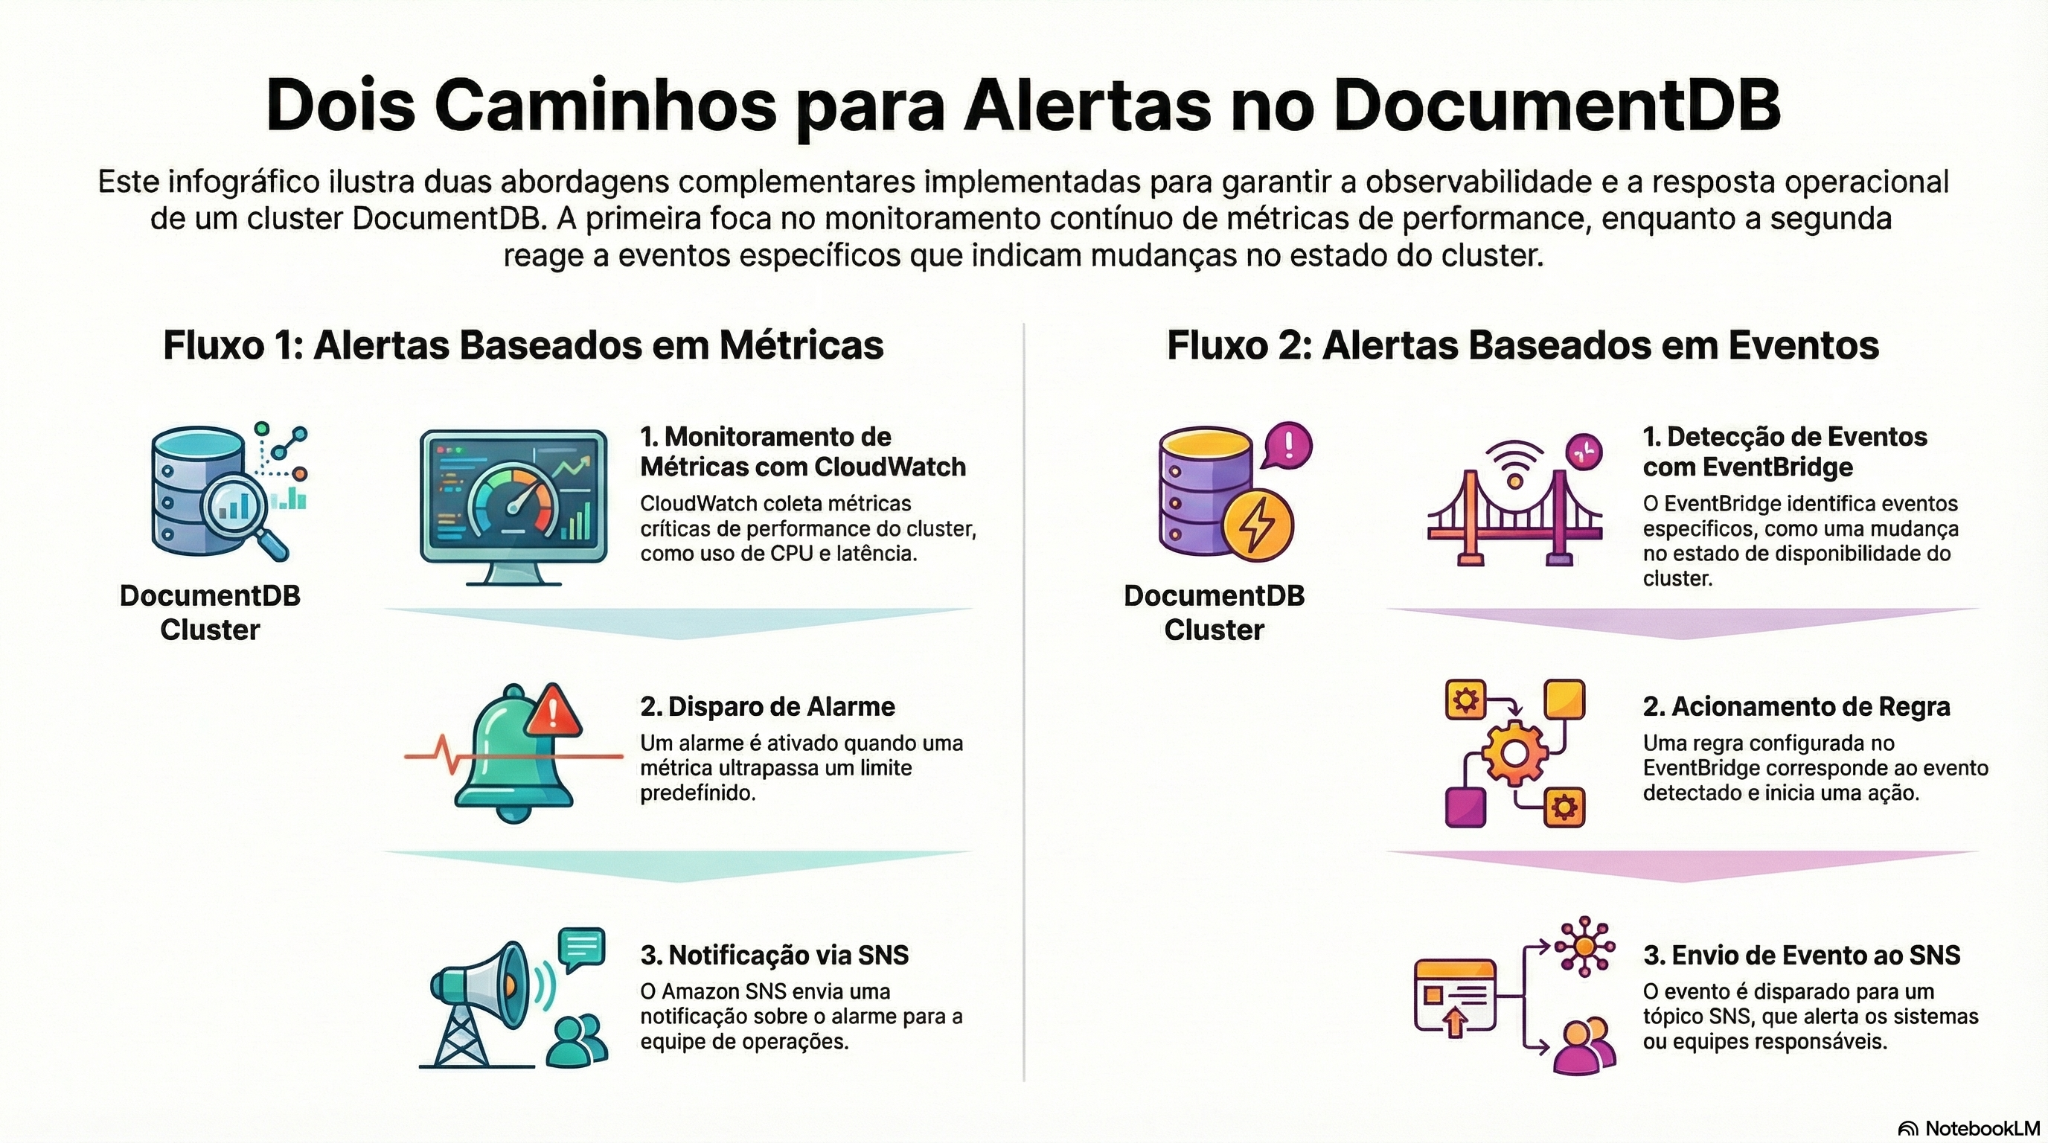 Dois Caminhos para Alertas no DocumentDB
Este infográfico ilustra duas abordagens complementares implementadas para garantir a observabilidade e a resposta operacional
de um cluster DocumentDB. A primeira foca no monitoramento contínuo de métricas de performance, enquanto a segunda
reage a eventos específicos que indicam mudanças no estado do cluster.
Fluxo 1: Alertas Baseados em Métricas
DocumentDB
Cluster
1. Monitoramento de
Métricas com CloudWatch
CloudWatch coleta métricas
críticas de performance do cluster,
como uso de CPU e latência.
2. Disparo de Alarme
Um alarme é ativado quando uma
métrica ultrapassa um limite
predefinido.
3. Notificação via SNS
O Amazon SNS envia uma
notificação sobre o alarme para a
equipe de operações.
Fluxo 2: Alertas Baseados em Eventos
DocumentDB
Cluster
1. Detecção de Eventos
com EventBridge
O EventBridge identifica eventos
específicos, como uma mudança
no estado de disponibilidade do
cluster.
2. Acionamento de Regra
Uma regra configurada no
EventBridge corresponde ao evento
detectado e inicia uma ação.
3. Envio de Evento ao SNS
O evento é disparado para um
tópico SNS, que alerta os sistemas
ou equipes responsáveis.
NotebookLM